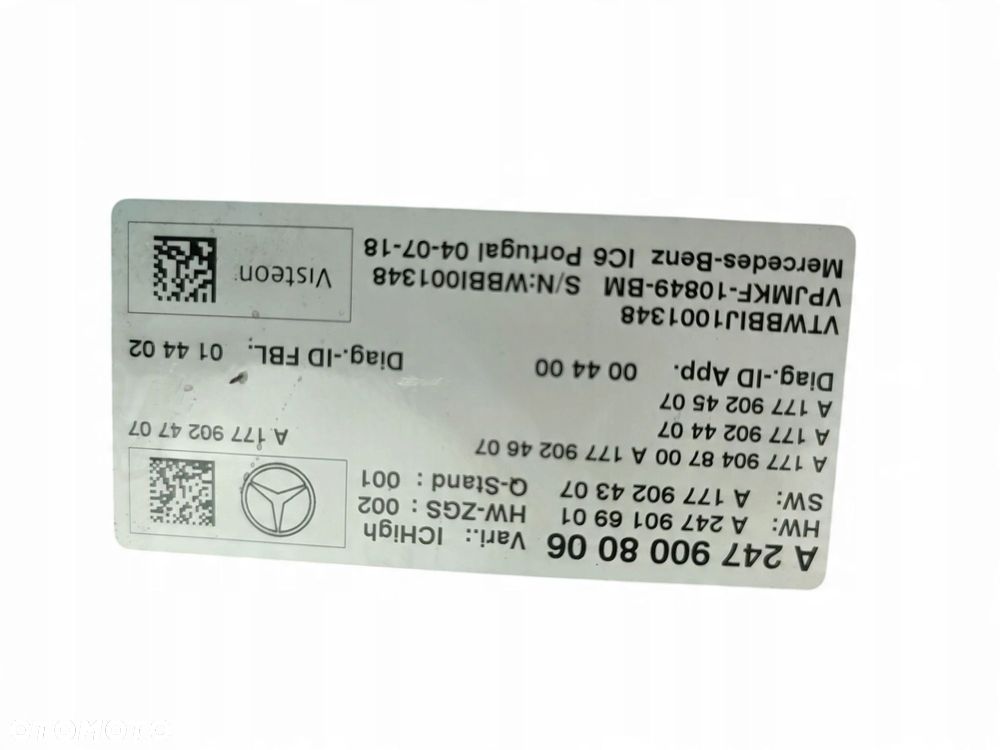 A 247 900 80 06 Vari.: ICHigh
HW: A 247 901 69 01 HW-ZGS : 002
SW: A 177 902 43 07 Q-Stand : 001
A 177 904 87 00 A 177 902 46 07 A 177 902 47 07
A 177 902 44 07
A 177 902 45 07
Diag.-ID App. 00 44 00 Diag.-ID FBL: 01 44 02
VTWBBIJ1001348
VPJMKF-10849-BM S/N:WBBI001348
Mercedes-Benz IC6 Portugal 04-07-18
Visteon
OTOMOTO